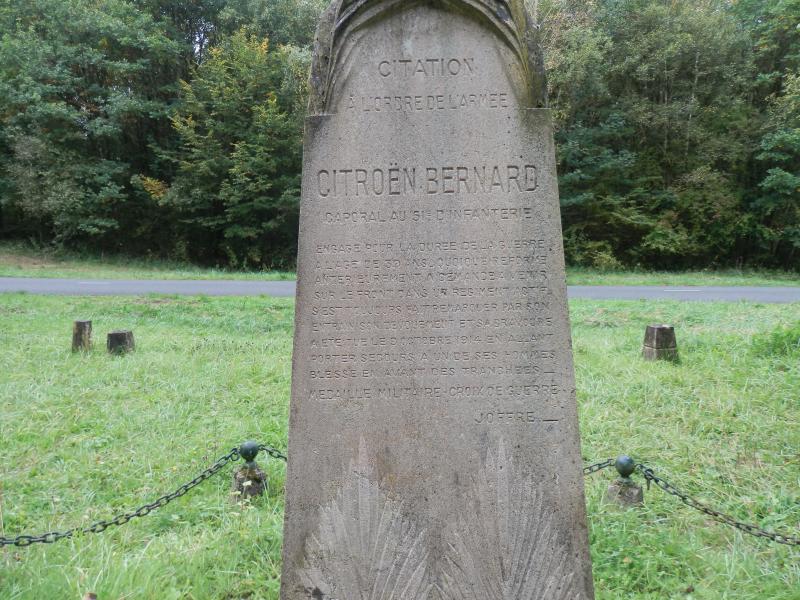 CITATION
À L'ORDRE DE L'ARMÉE
CITROËN BERNARD
CAPORAL AU 51e D'INFANTERIE
ENGAGÉ POUR LA DURÉE DE LA GUERRE
A L'AGE DE 39 ANS, QUOIQUE RÉFORMÉ
ANTÉRIEUREMENT, A DEMANDÉ A VENIR
SUR LE FRONT DANS UN RÉGIMENT ACTIF
S'EST TOUJOURS FAIT REMARQUER PAR SON
ENTRAIN, SON DÉVOUEMENT ET SA BRAVOURE
A ÉTÉ TUÉ LE OCTOBRE 1914 EN ALLANT
PORTER SECOURS A UN DE SES HOMMES
BLESSÉ EN AVANT DES TRANCHÉES —
MÉDAILLE MILITAIRE - CROIX DE GUERRE
JOFFRE —